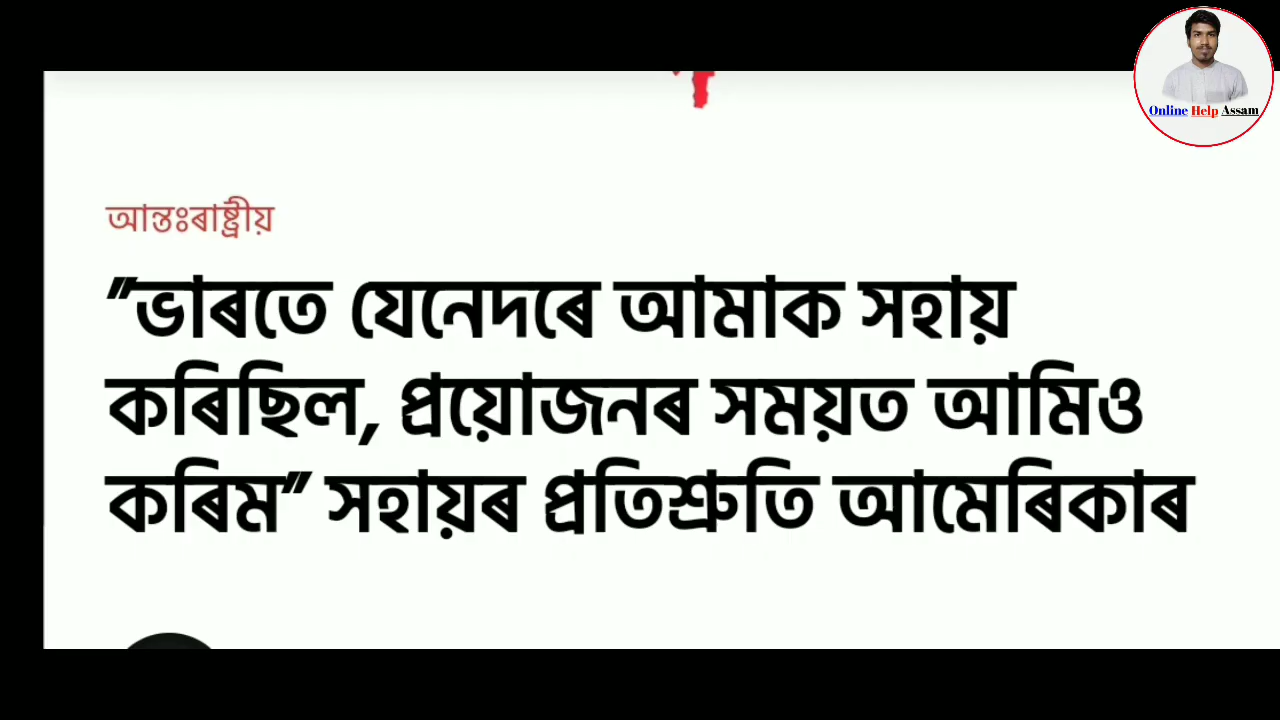 Online Help Assam
আন্তঃৰাষ্ট্ৰীয়
"ভাৰতে যেনেদৰে আমাক সহায়
কৰিছিল, প্ৰয়োজনৰ সময়ত আমিও
কৰিম" সহায়ৰ প্ৰতিশ্ৰুতি আমেৰিকাৰ